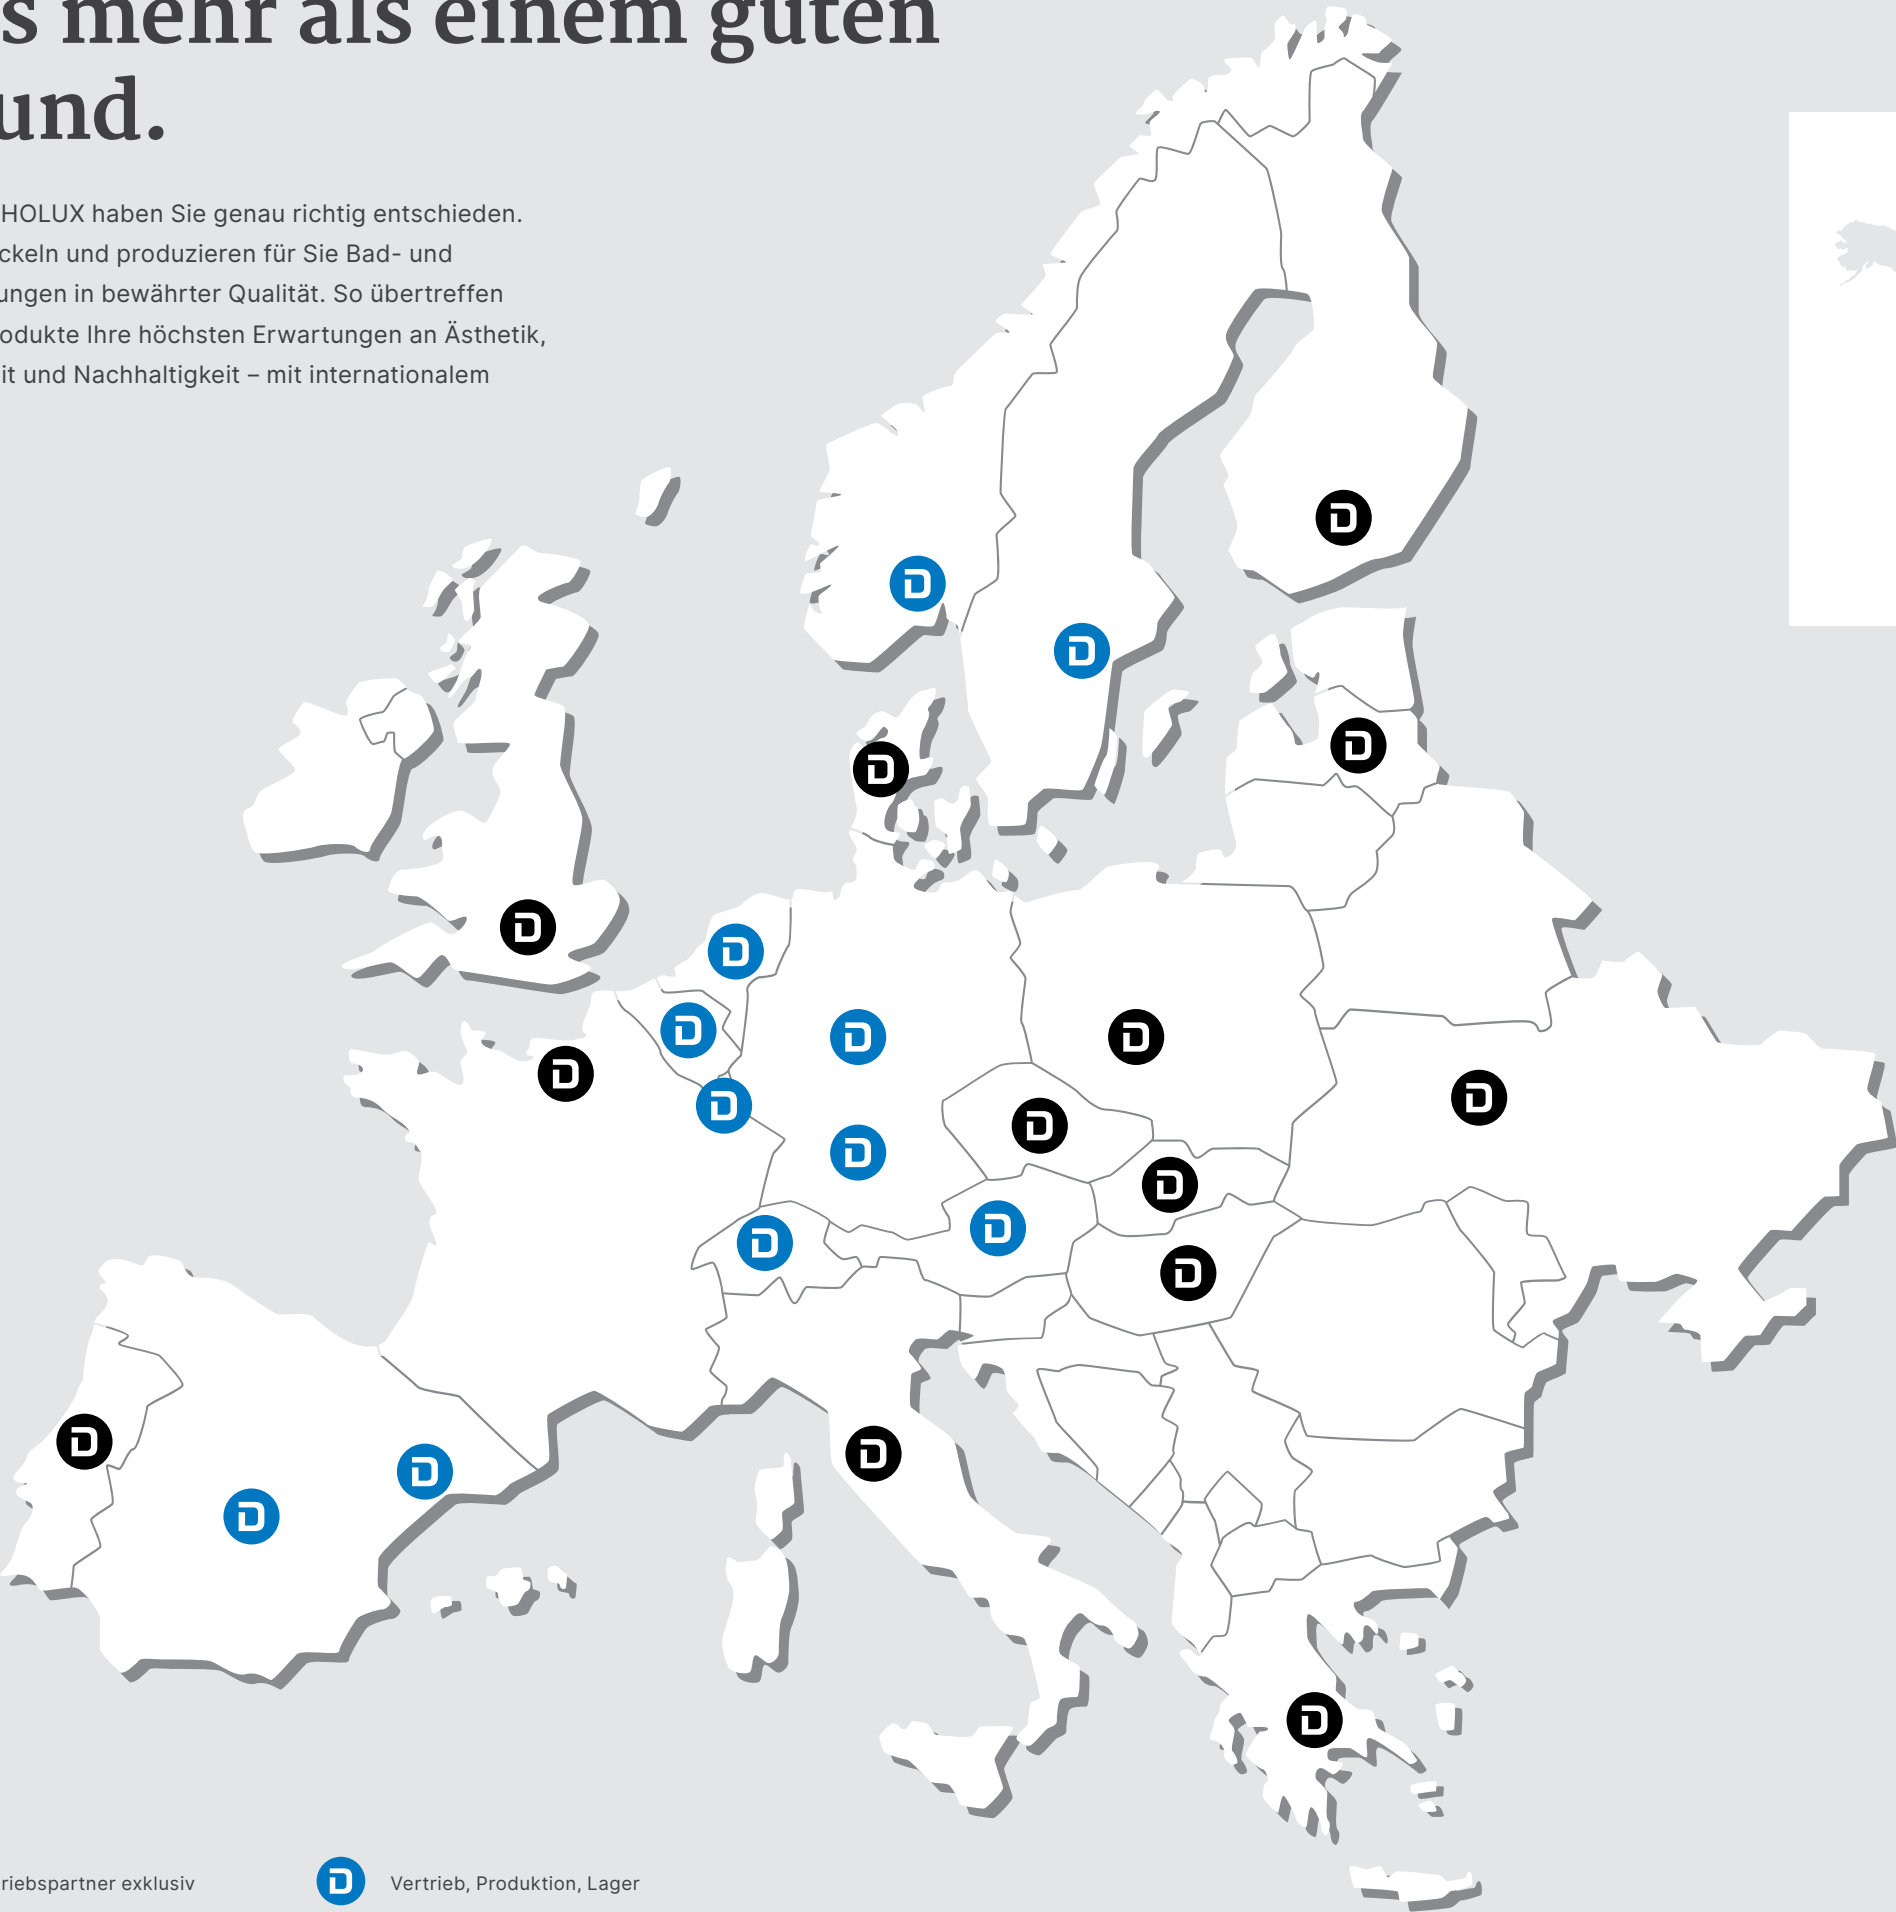 s mehr als einem guten
und.
HOLUX haben Sie genau richtig entschieden.
ckeln und produzieren für Sie Bad- und
ungen in bewährter Qualität. So übertreffen
odukte Ihre höchsten Erwartungen an Ästhetik,
it und Nachhaltigkeit – mit internationalem
riebspartner exklusiv
Vertrieb, Produktion, Lager